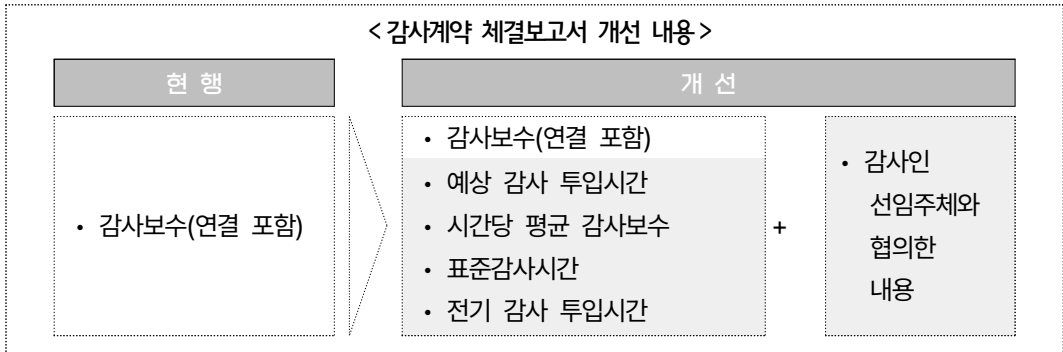 < 감사계약 체결보고서 개선 내용 >
현 행
개 선
• 감사보수(연결 포함)
• 감사보수(연결 포함)
• 예상 감사 투입시간
• 시간당 평균 감사보수
• 표준감사시간
• 전기 감사 투입시간
+
• 감사인
선임주체와
협의한
내용